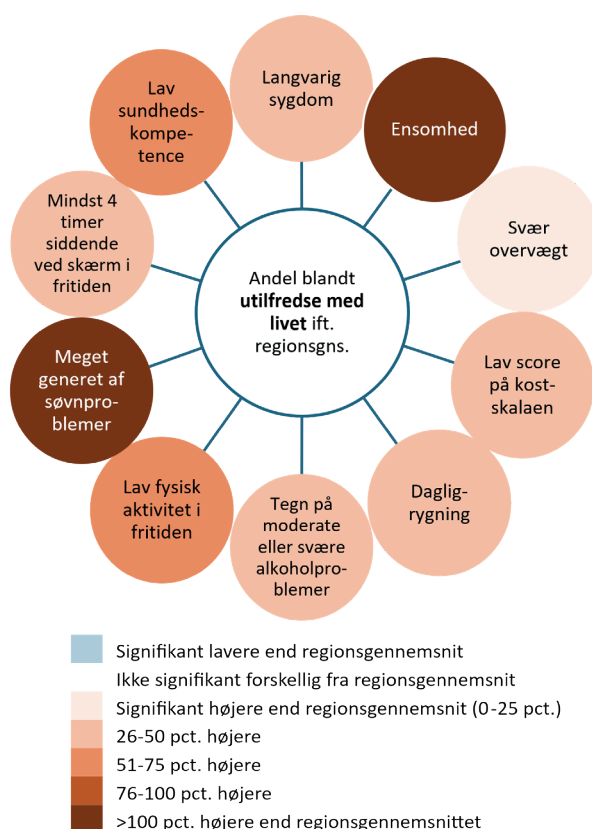 Langvarig
sygdom
Ensomhed
Svær
overvægt
Lav score
på kost-
skalaen
Daglig-
rygning
Tegn på
moderate
eller svære
alkoholpro-
blemer
Lav fysisk
aktivitet i
fritiden
Meget
generet af
søvnpro-
blemer
Mindst 4
timer
siddende
ved skærm i
fritiden
Lav
sundheds-
kompe-
tence
Andel blandt
utilfredse med
livet ift.
regionsgns.
Signifikant lavere end regionsgennemsnit
Ikke signifikant forskellig fra regionsgennemsnit
Signifikant højere end regionsgennemsnit (0-25 pct.)
26-50 pct. højere
51-75 pct. højere
76-100 pct. højere
>100 pct. højere end regionsgennemsnittet